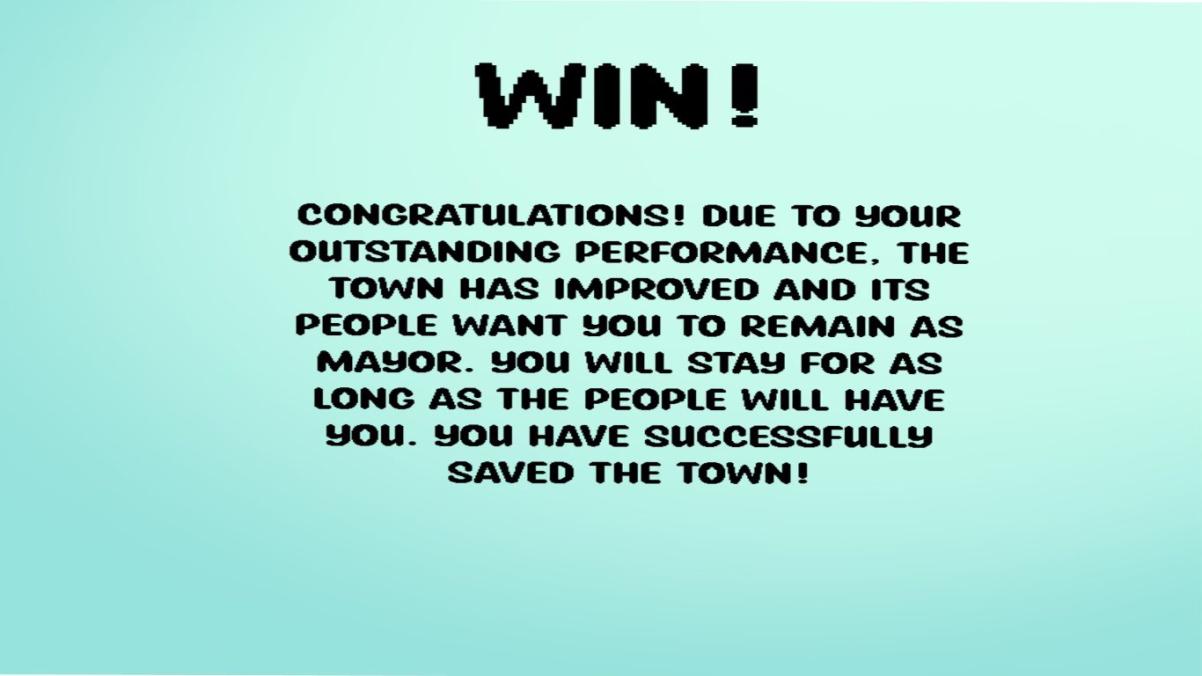 WIN!
CONGRATULATIONS! DUE TO YOUR
OUTSTANDING PERFORMANCE, THE
TOWN HAS IMPROVED AND ITS
PEOPLE WANT YOU TO REMAIN AS
MAYOR. YOU WILL STAY FOR AS
LONG AS THE PEOPLE WILL HAVE
YOU. YOU HAVE SUCCESSFULLY
SAVED THE TOWN!